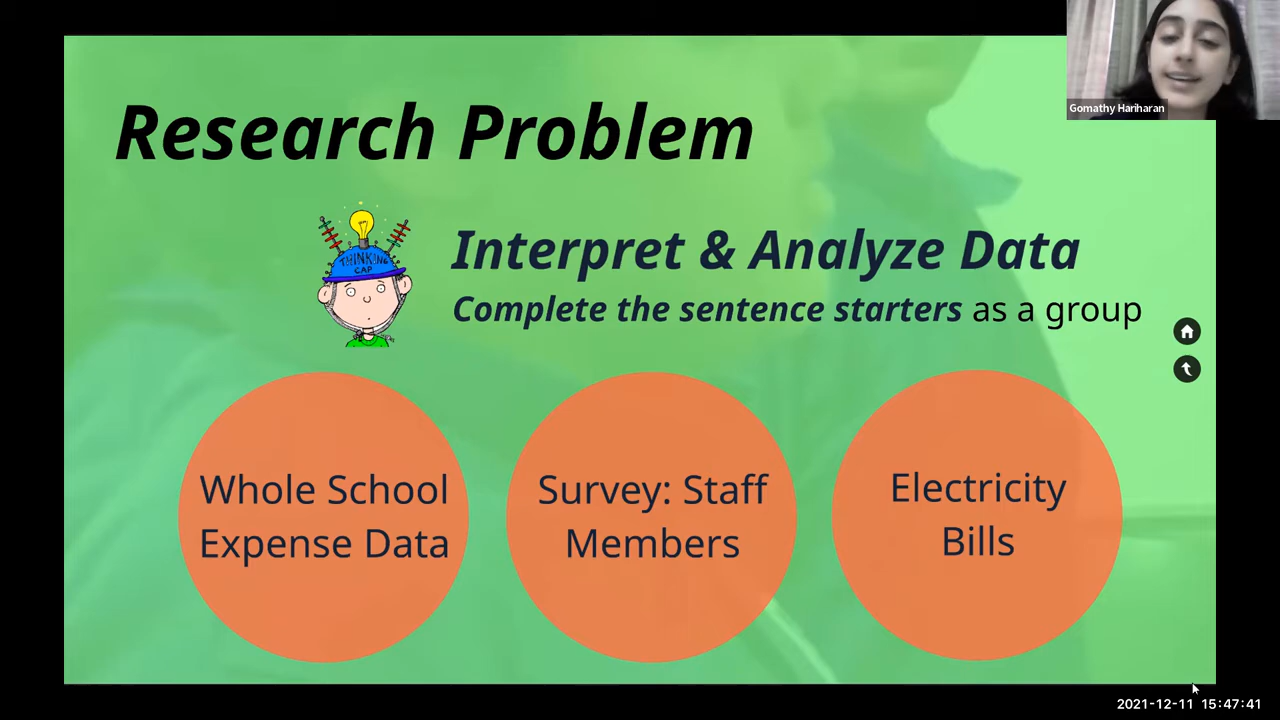 Gomathy Hariharan
Research Problem
THINKING
CAP
Interpret & Analyze Data
Complete the sentence starters as a group
Whole School
Expense Data
Survey: Staff
Members
Electricity
Bills
2021-12-11 15:47:41